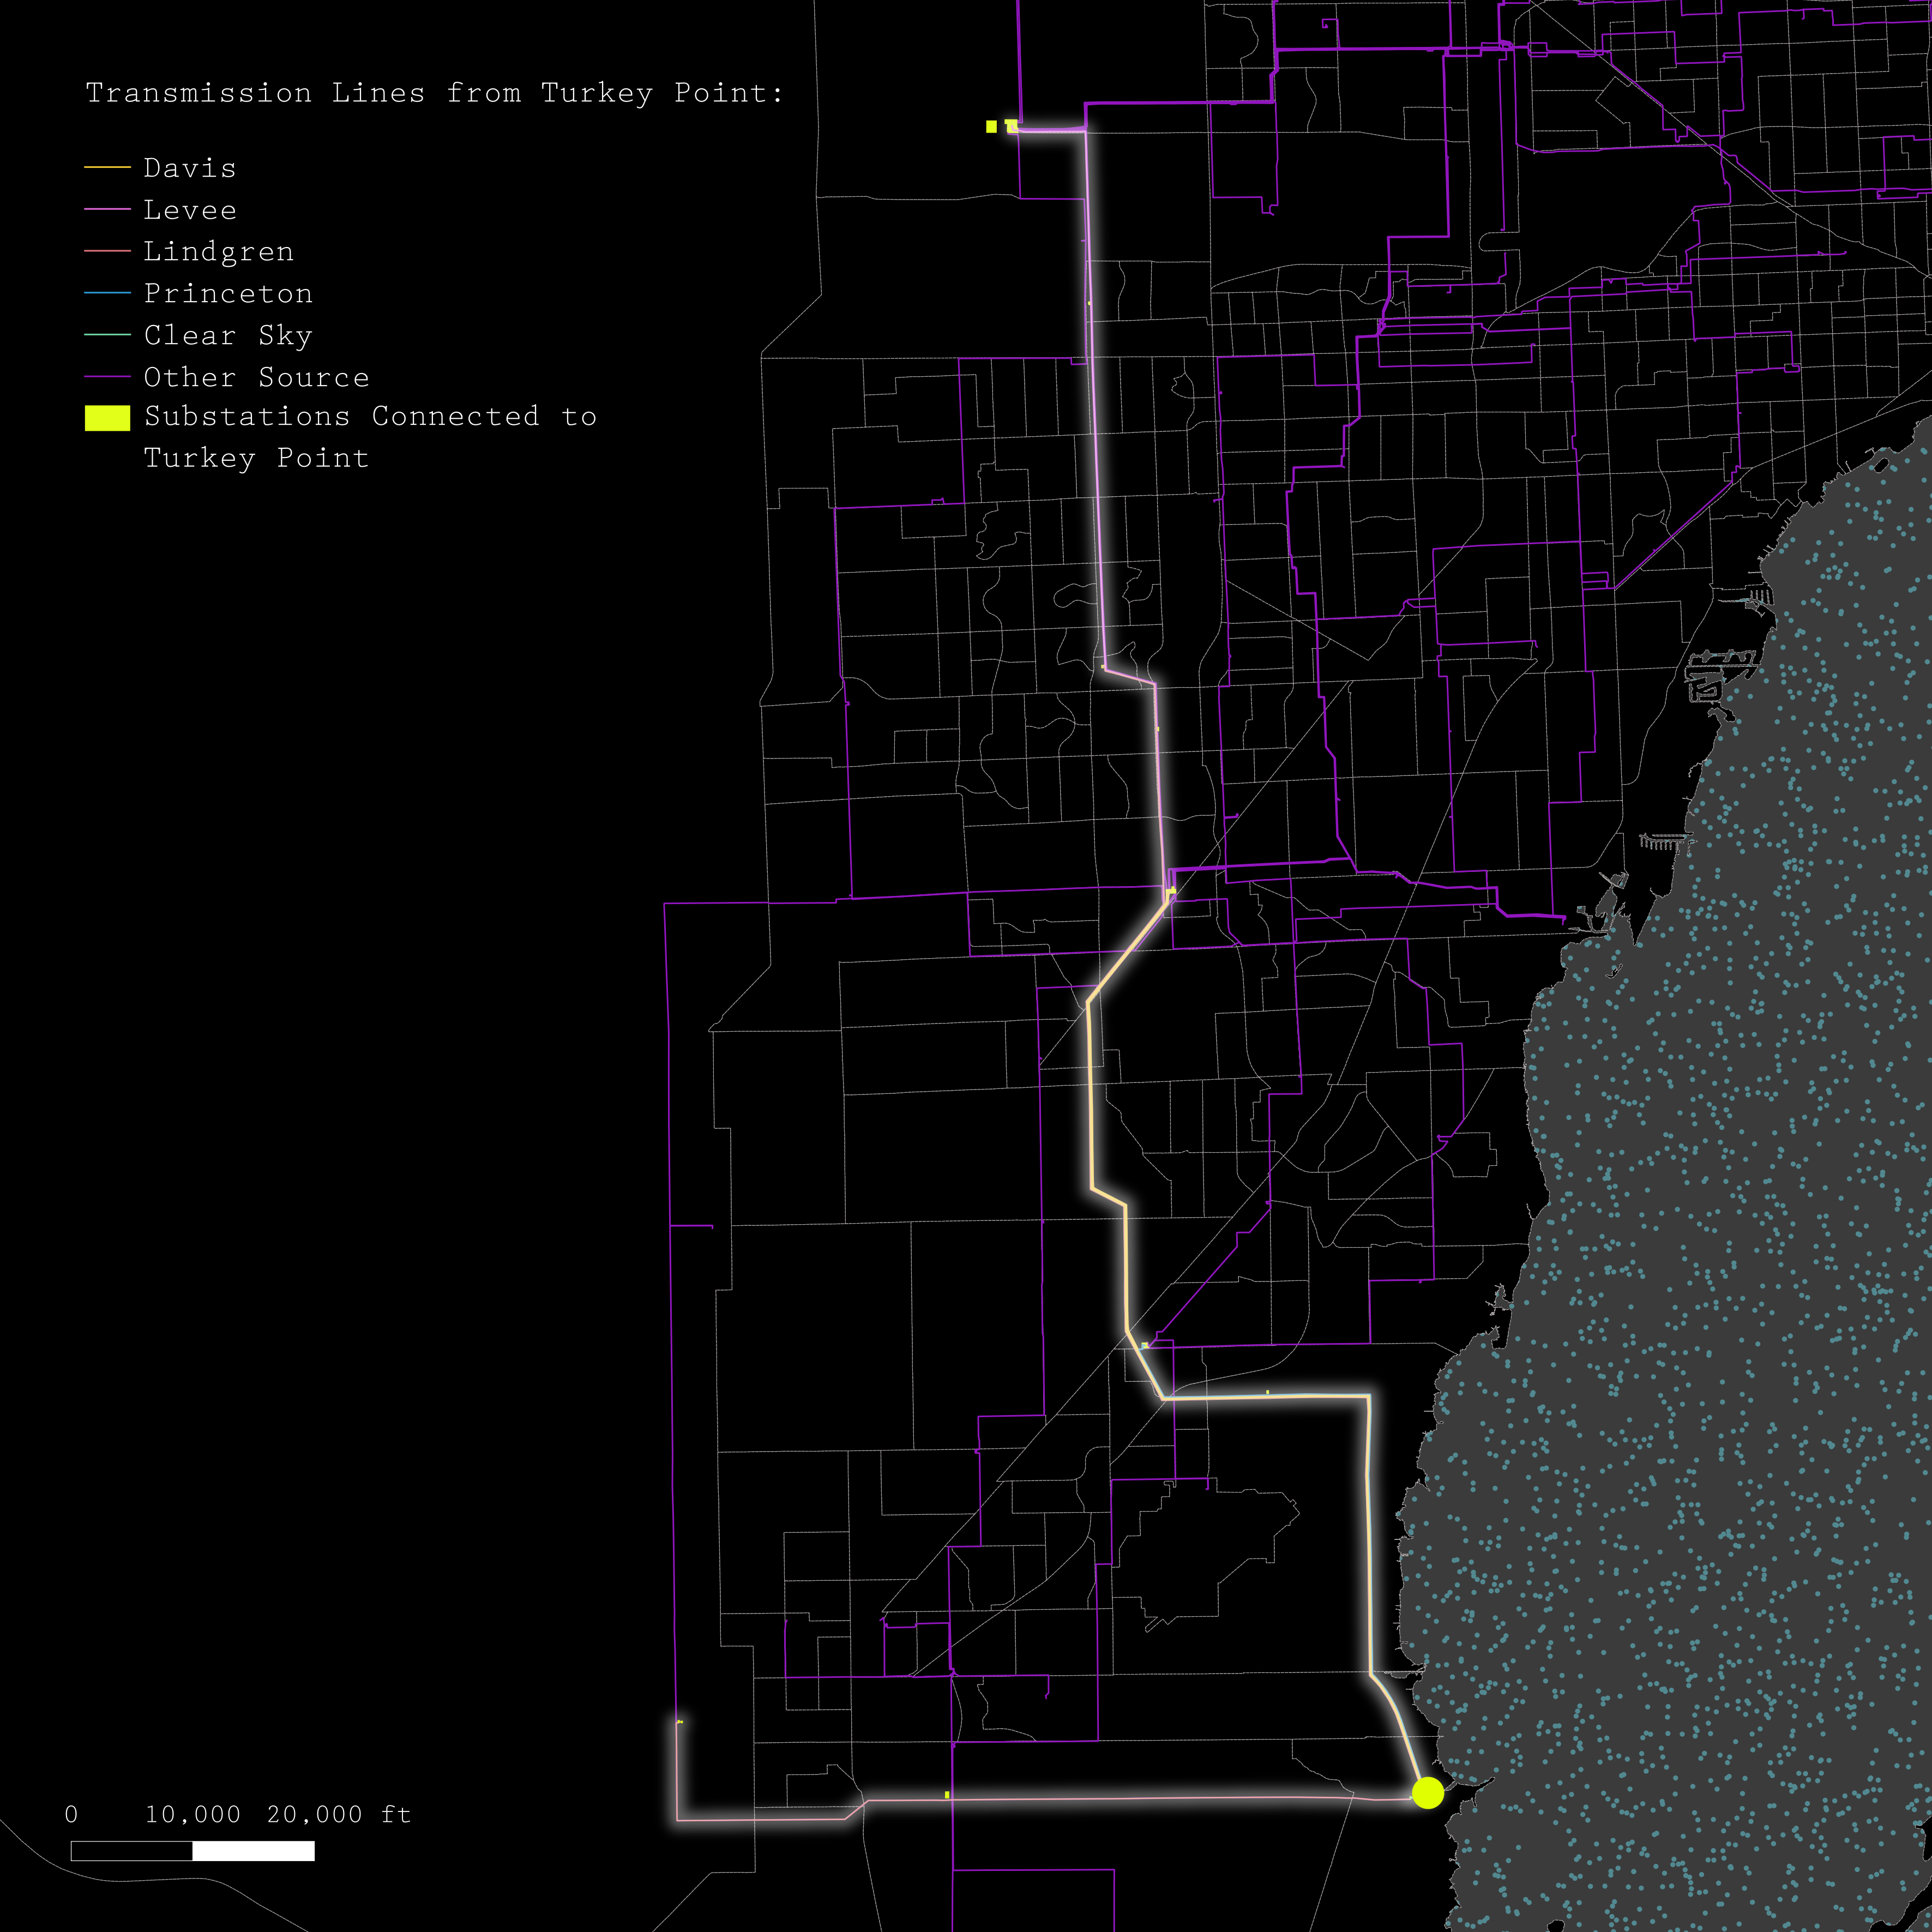 Transmission Lines from Turkey Point:
Davis
Levee
Lindgren
Princeton
Clear Sky
Other Source
Substations Connected to
Turkey Point
0 10,000 20,000 ft